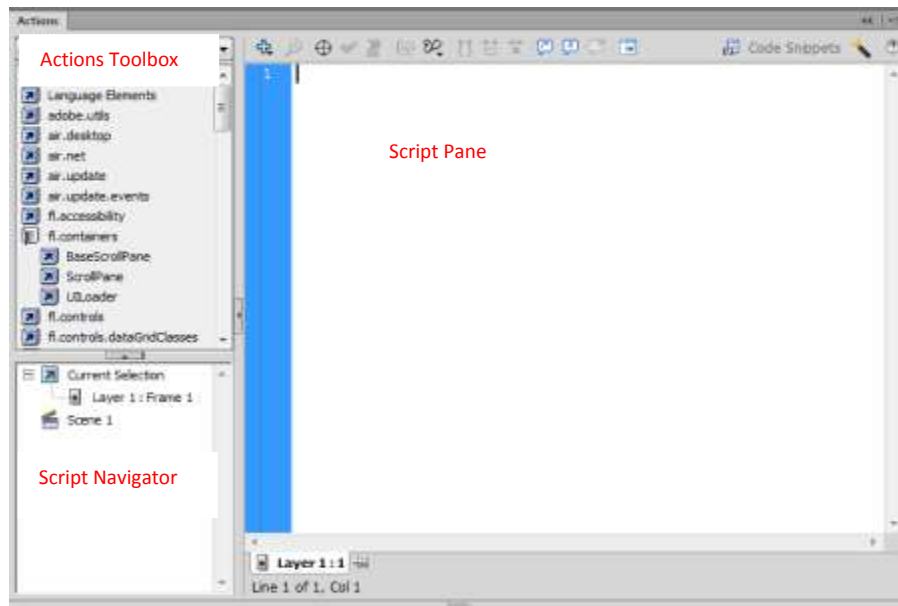 Actions
Actions Toolbox
Language Elements
adobe.utils
air.desktop
air.net
air.update
air.update.events
fl.accessibility
fl.containers
BaseScrollPane
ScrollPane
UILoader
fl.controls
fl.controls.dataGridClasses
Current Selection
Layer 1 : Frame 1
Scene 1
Script Navigator
Code Snippets
1
Script Pane
Layer 1 : 1
Line 1 of 1, Col 1